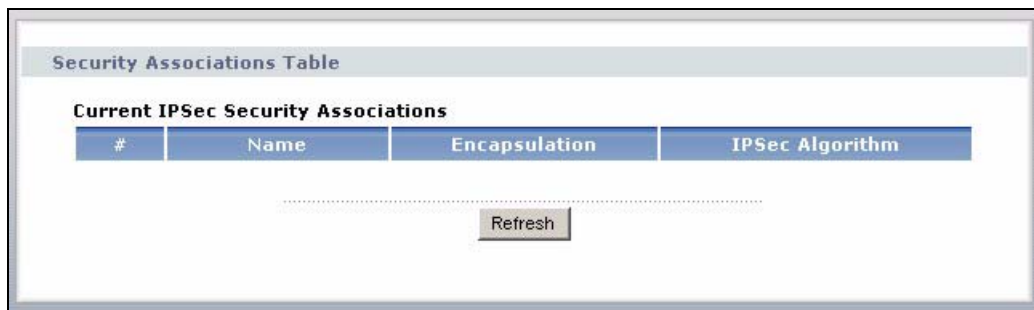 Security Associations Table
Current IPSec Security Associations
# Name Encapsulation IPSec Algorithm
Refresh